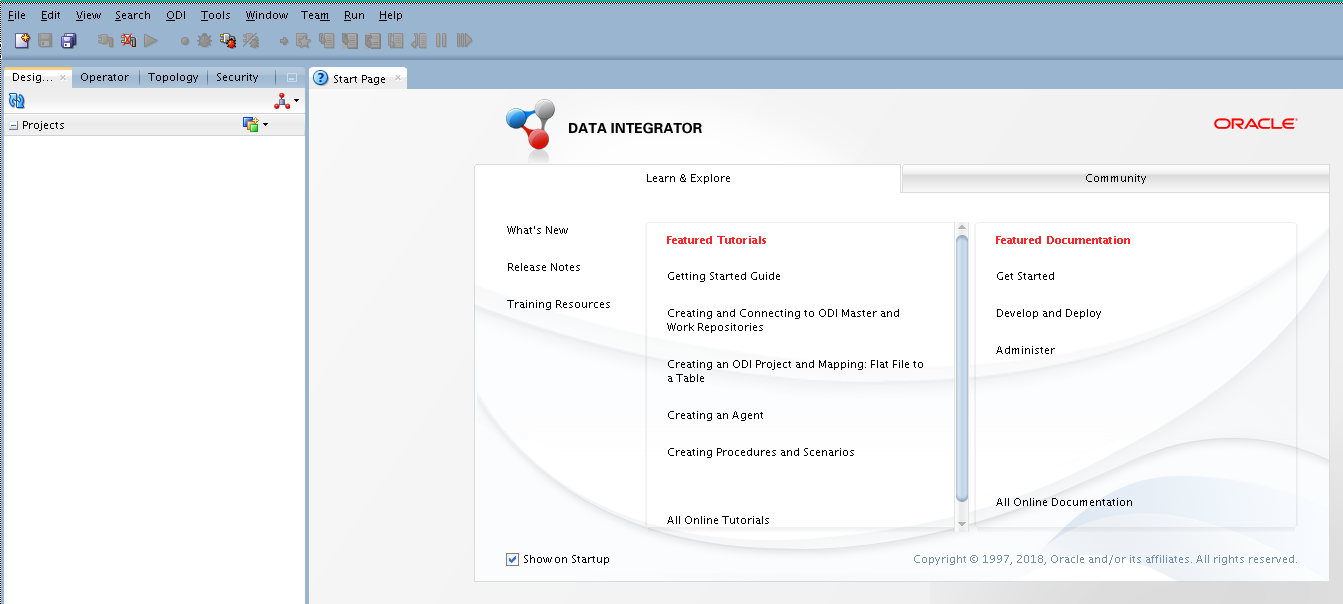 File Edit View Search ODI Tools Window Team Run Help
Desig... Operator Topology Security
Start Page
Projects
DATA INTEGRATOR
ORACLE
Learn & Explore
Community
What's New
Release Notes
Training Resources
Featured Tutorials
Getting Started Guide
Creating and Connecting to ODI Master and
Work Repositories
Creating an ODI Project and Mapping: Flat File to
a Table
Creating an Agent
Creating Procedures and Scenarios
All Online Tutorials
Featured Documentation
Get Started
Develop and Deploy
Administer
All Online Documentation
Show on Startup
Copyright © 1997, 2018, Oracle and/or its affiliates. All rights reserved.